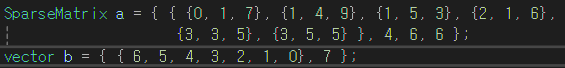 SparseMatrix a = { { {0, 1, 7}, {1, 4, 9}, {1, 5, 3}, {2, 1, 6},
{3, 3, 5}, {3, 5, 5} }, 4, 6, 6 };
vector b = { { 6, 5, 4, 3, 2, 1, 0}, 7 };